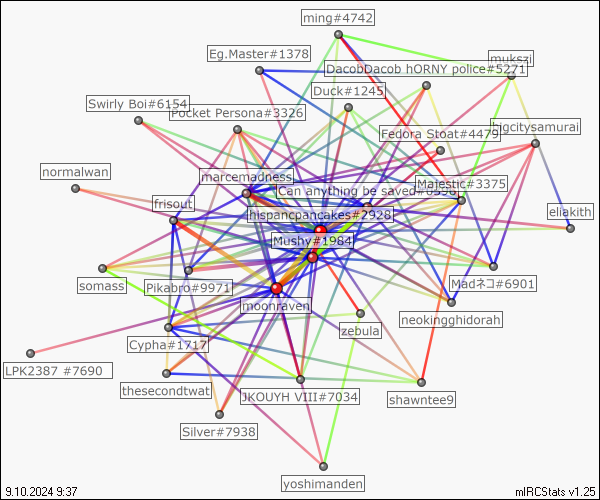 ming#4742
Eg.Master#1378
mukszi
DacobDacob hORNY police#5271
Duck#1245
Swirly Boi#6154
Pocket Persona#3326
Fedora Stoat#4479
bigcitysamurai
normalwan
marcemadness
Majestic#3375
Can anything be saved
frisout
hispancpancakes#2928
eliakith
Mushy#1984
somass
Pikabro#9971
Madネコ#6901
moonraven
neokingghidorah
zebula
Cypha#1717
LPK2387 #7690
thesecondtwat
JKOUYH VIII#7034
shawntee9
Silver#7938
yoshimanden
9.10.2024 9:37
mIRCStats v1.25